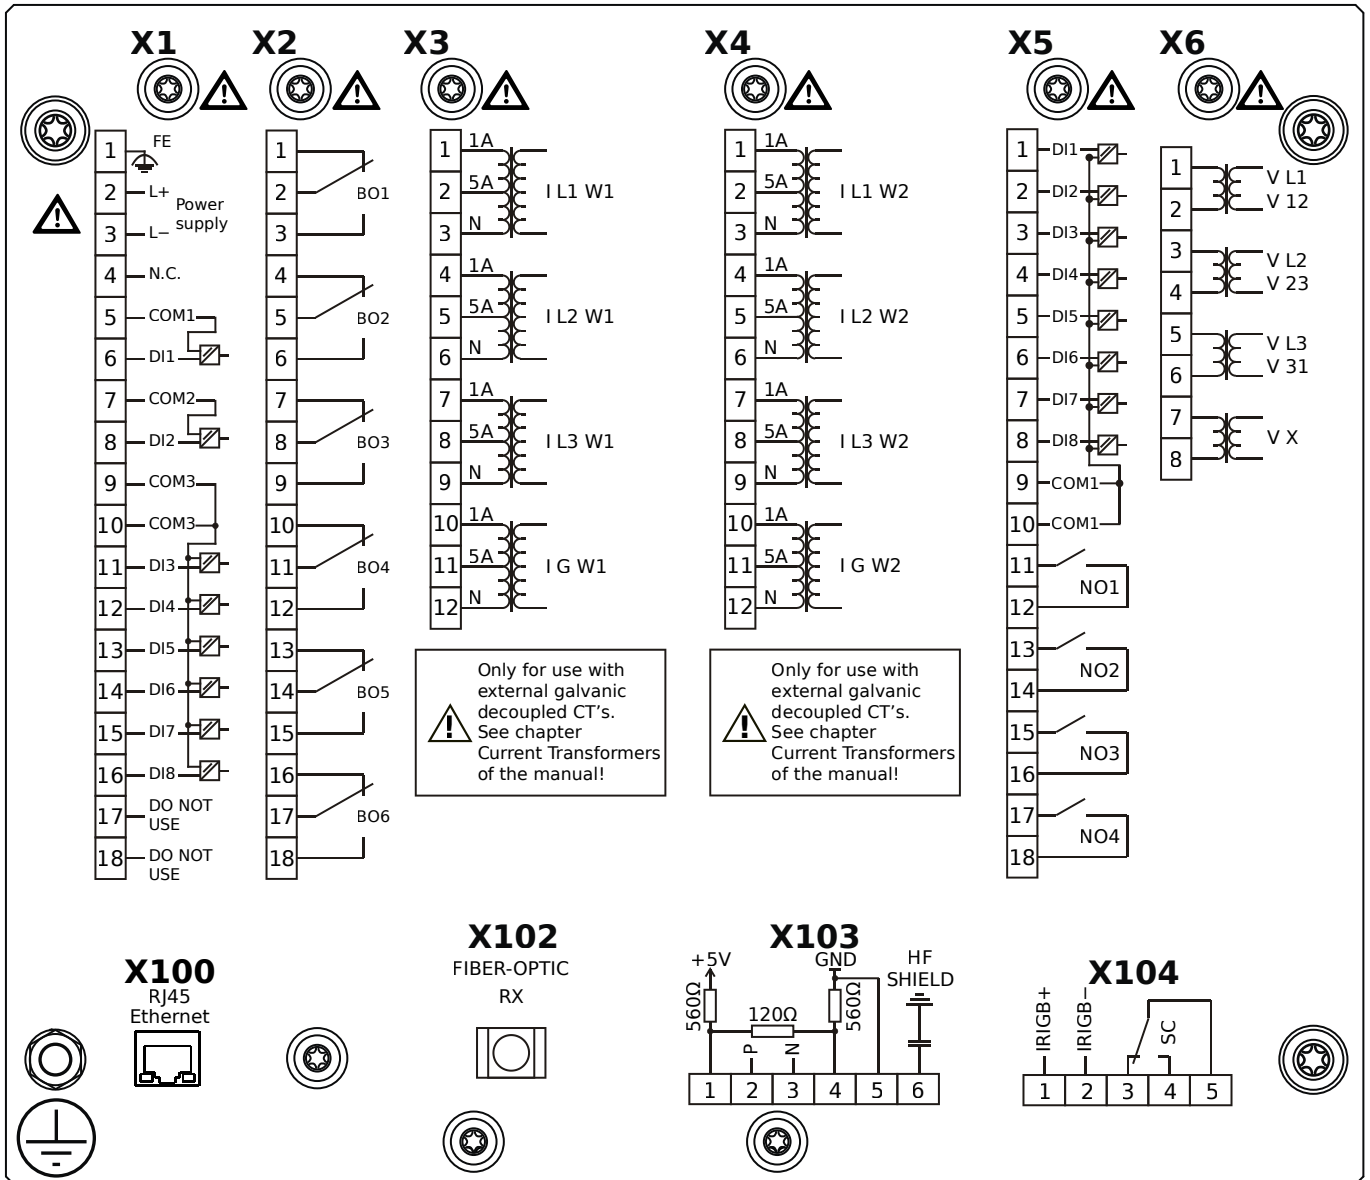 X1
X2
X3
X4
X5
X6
1
FE
2
L+
Power
supply
3
L−
4
N.C.
5
COM1
6
DI1
7
COM2
8
DI2
9
COM3
10
COM3
11
DI3
12
DI4
13
DI5
14
DI6
15
DI7
16
DI8
17
DO NOT
USE
18
DO NOT
USE
1
2
BO1
3
4
5
BO2
6
7
8
BO3
9
10
11
BO4
12
13
14
BO5
15
16
17
BO6
18
1
1A
2
5A
I L1 W1
3
N
4
1A
5
5A
I L2 W1
6
N
7
1A
8
5A
I L3 W1
9
N
10
1A
11
5A
I G W1
12
N
Only for use with
external galvanic
decoupled CT's.
See chapter
Current Transformers
of the manual!
1
1A
2
5A
I L1 W2
3
N
4
1A
5
5A
I L2 W2
6
N
7
1A
8
5A
I L3 W2
9
N
10
1A
11
5A
I G W2
12
N
Only for use with
external galvanic
decoupled CT's.
See chapter
Current Transformers
of the manual!
1
DI1
2
DI2
3
DI3
4
DI4
5
DI5
6
DI6
7
DI7
8
DI8
9
COM1
10
COM1
11
NO1
12
13
NO2
14
15
NO3
16
17
NO4
18
1
V L1
2
V 12
3
V L2
4
V 23
5
V L3
6
V 31
7
V X
8
X100
RJ45
Ethernet
X102
FIBER-OPTIC
RX
X103
+5V
GND
HF
SHIELD
560Ω
120Ω
560Ω
P
N
1 2 3 4 5 6
X104
IRIGB+
IRIGB−
SC
1 2 3 4 5